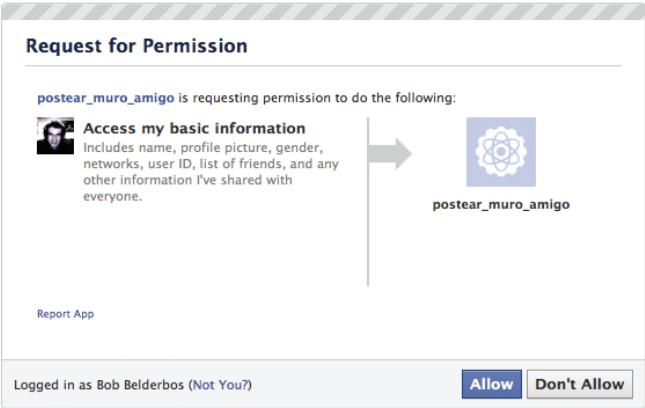 Request for Permission
postear_muro_amigo is requesting permission to do the following:
Access my basic information
Includes name, profile picture, gender,
networks, user ID, list of friends, and any
other information I've shared with
everyone.
postear_muro_amigo
Report App
Logged in as Bob Belderbos (Not You?)
Allow
Don't Allow